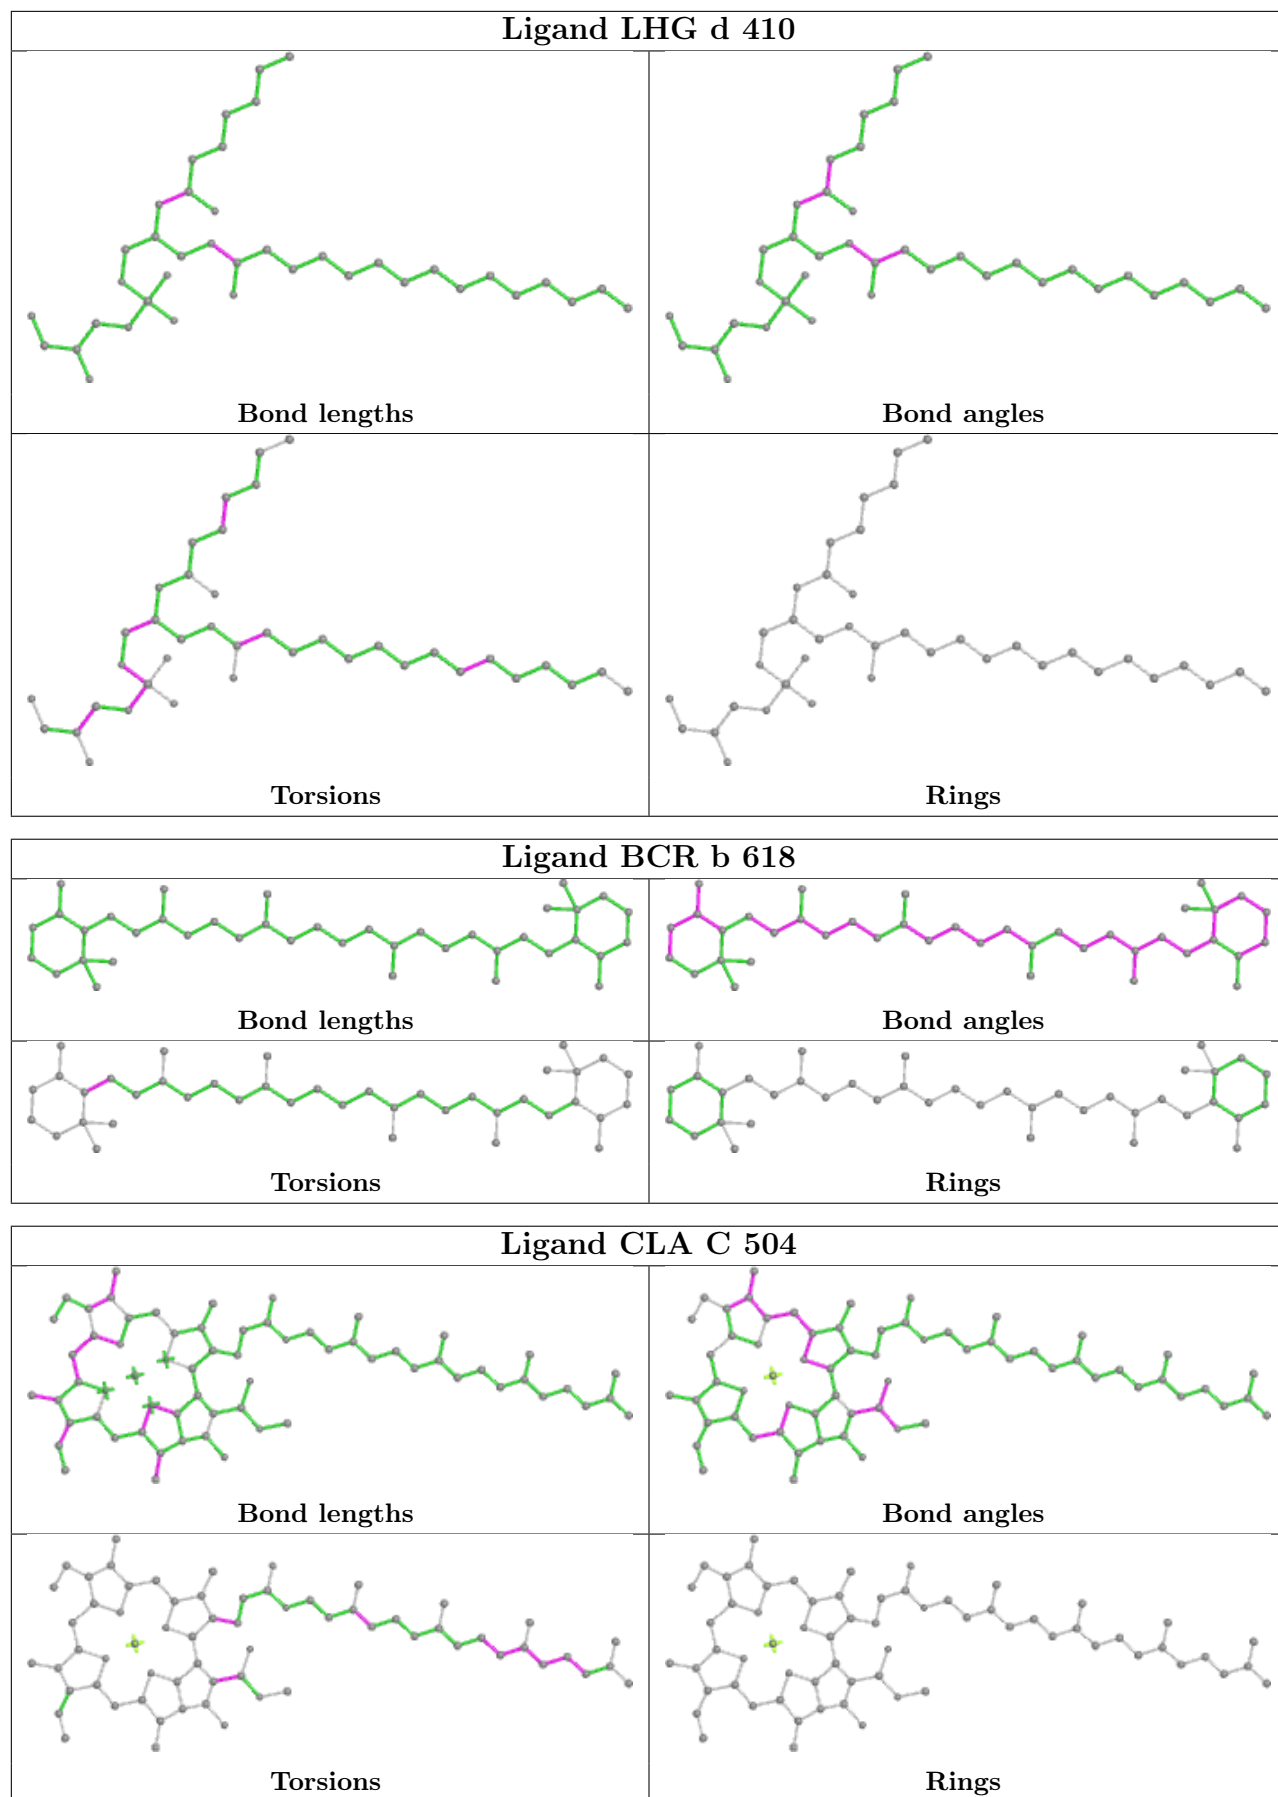 Ligand LHG d 410
Bond lengths
Bond angles
Torsions
Rings
Ligand BCR b 618
Bond lengths
Bond angles
Torsions
Rings
Ligand CLA C 504
Bond lengths
Bond angles
Torsions
Rings